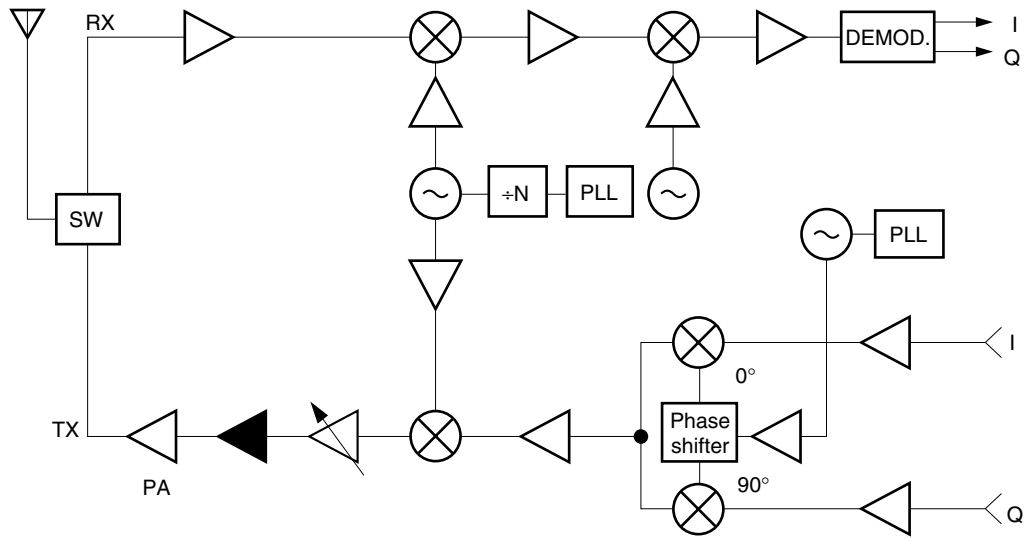 RX
DEMOD.
I
Q
SW
÷N
PLL
PLL
I
0°
TX
Phase
shifter
PA
90°
Q